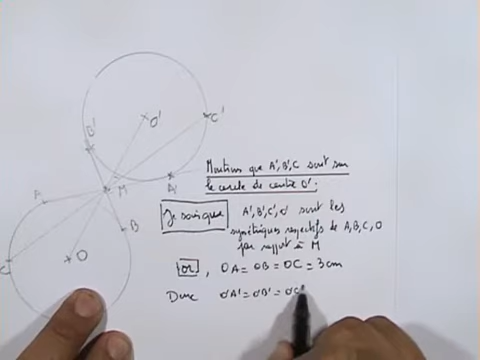 B'
O'
C'
A
M
A'
B
O
C
Montrons que A', B', C sont sur
le cercle de centre O'.
Je sais que A', B', C', O' sont les
symétriques respectifs de A, B, C, O
par rapport à M
or, OA = OB = OC = 3 cm
Donc O'A' = O'B' = O'C'